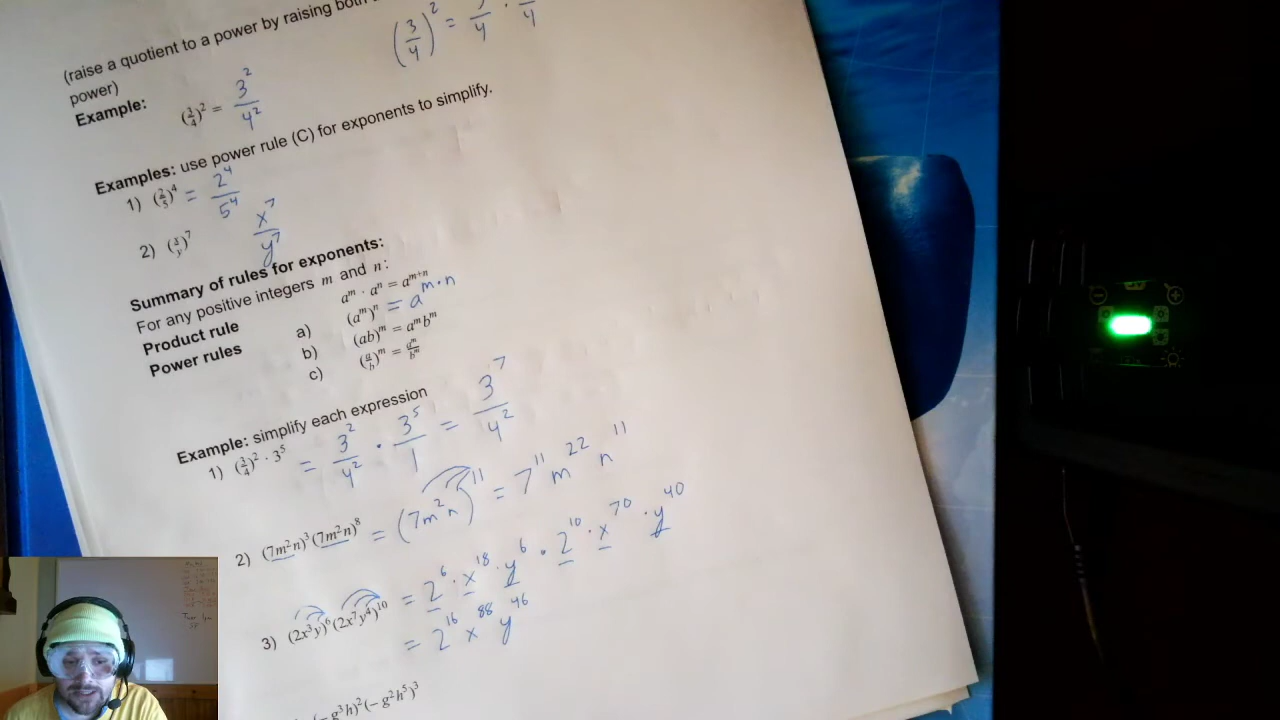 (raise a quotient to a power by raising both
power)
(3/4)² = 3/4 · /4
Example: (3/4)² = 3²/4²
Examples: use power rule (C) for exponents to simplify.
1) (2/5)⁴ = 2⁴/5⁴
2) (x/y)⁷ x⁷/y⁷
Summary of rules for exponents:
For any positive integers m and n:
Product rule aᵐ · aⁿ = aᵐ⁺ⁿ
Power rules a) (aᵐ)ⁿ = a^(m·n)
b) (ab)ᵐ = aᵐbᵐ
c) (a/b)ᵐ = aᵐ/bᵐ
Example: simplify each expression
1) (3/4)² · 3⁵ = 3²/4² · 3⁵/1 = 3⁷/4²
2) (7m²n)³(7m²n)⁸ = (7m²n)¹¹ = 7¹¹ m²² n¹¹
3) (2x³y)⁶(2x⁷y⁴)¹⁰ = 2⁶ · x¹⁸ · y⁶ · 2¹⁰ · x⁷⁰ · y⁴⁰
= 2¹⁶ x⁸⁸ y⁴⁶
(−g³h)²(−g²h⁵)³